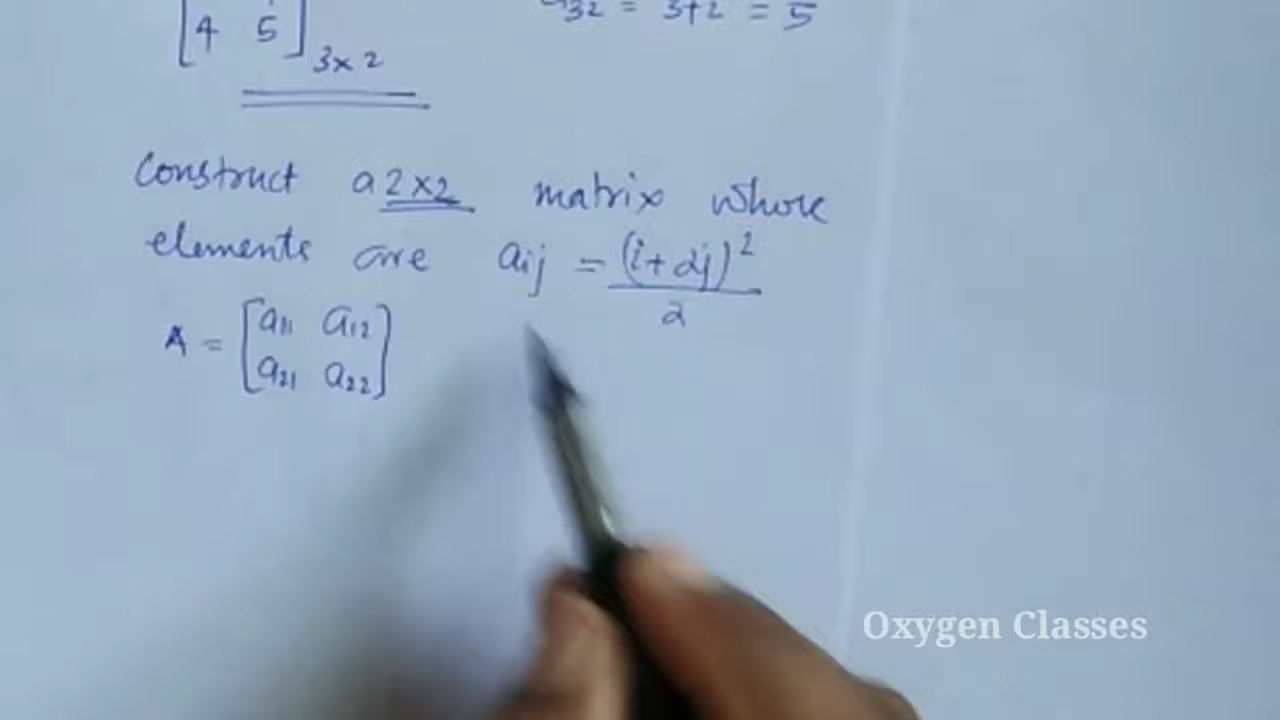 [4 5] 3×2
a32 = 3+2 = 5
Construct a 2×2 matrix whose
elements are aij = (i+2j)²
2
A = [a11 a12
a21 a22]
Oxygen Classes